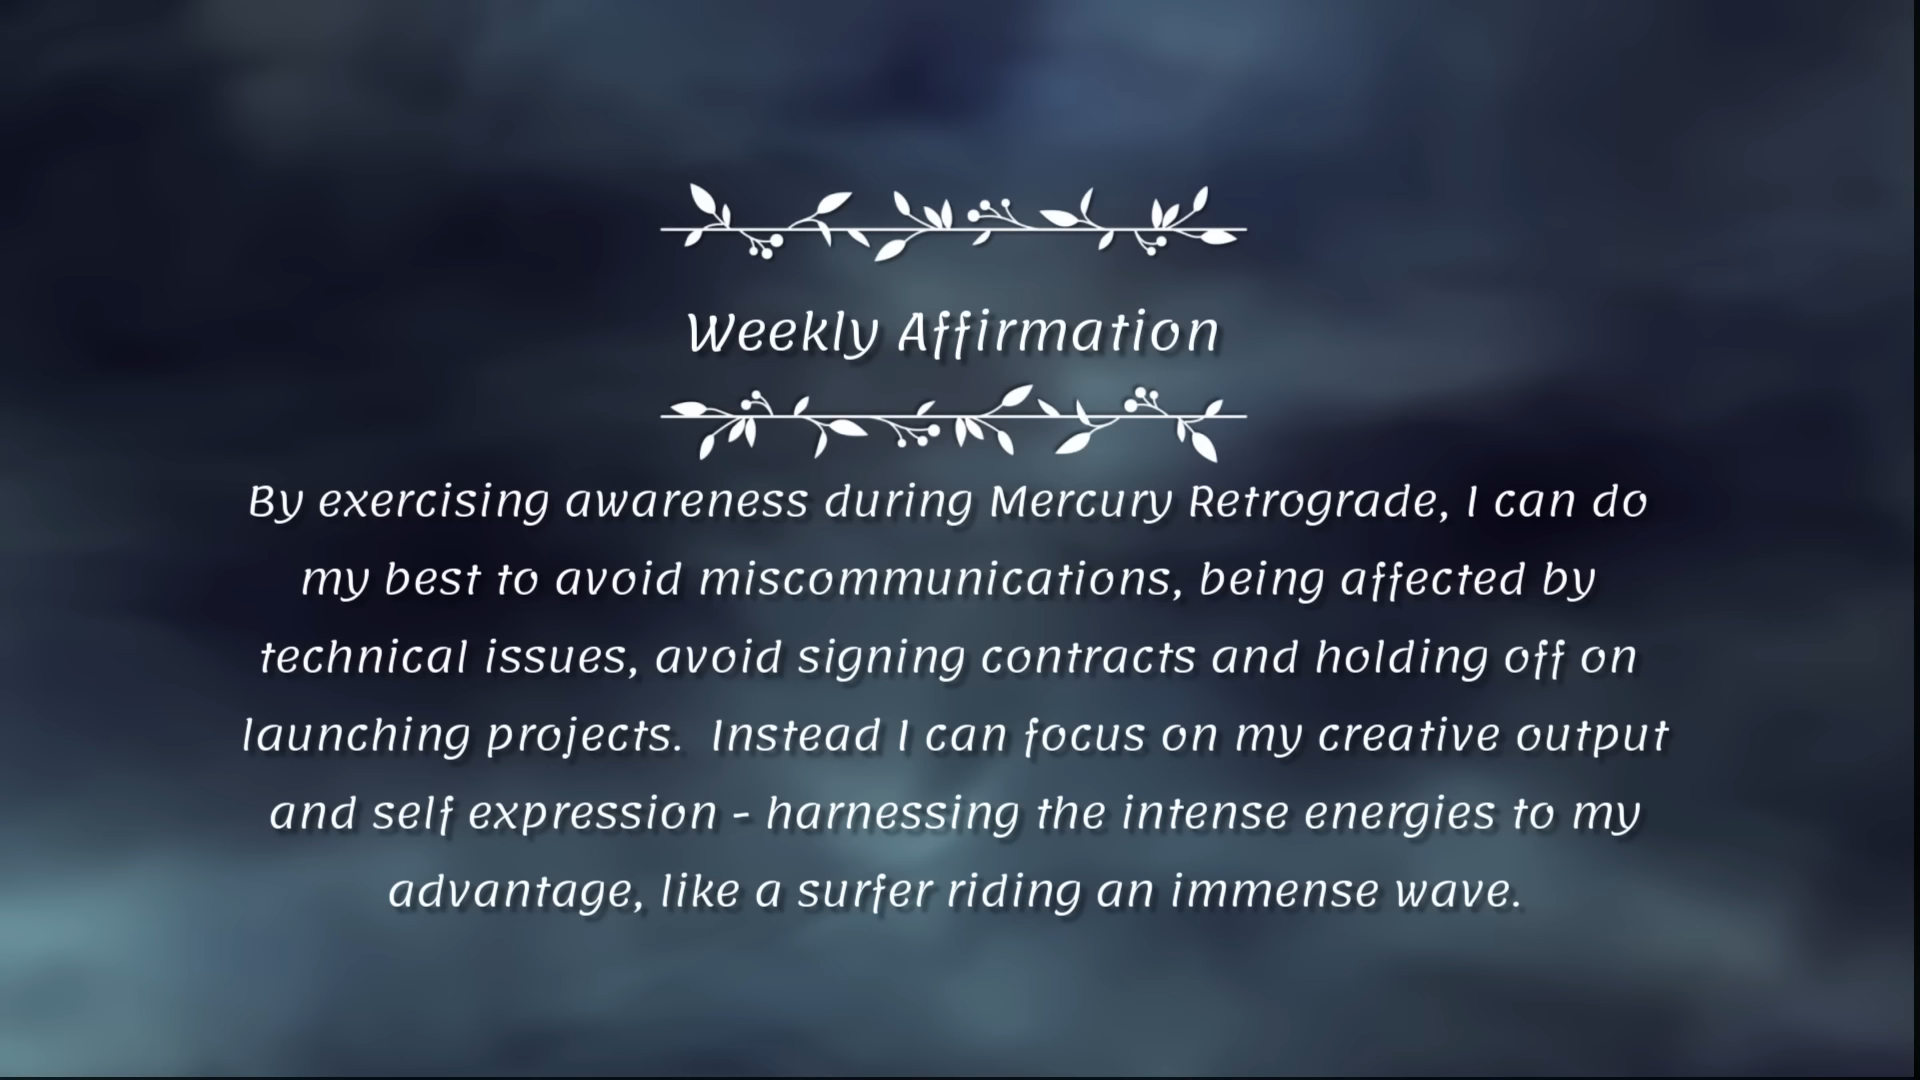 Weekly Affirmation
By exercising awareness during Mercury Retrograde, I can do
my best to avoid miscommunications, being affected by
technical issues, avoid signing contracts and holding off on
launching projects.  Instead I can focus on my creative output
and self expression - harnessing the intense energies to my
advantage, like a surfer riding an immense wave.